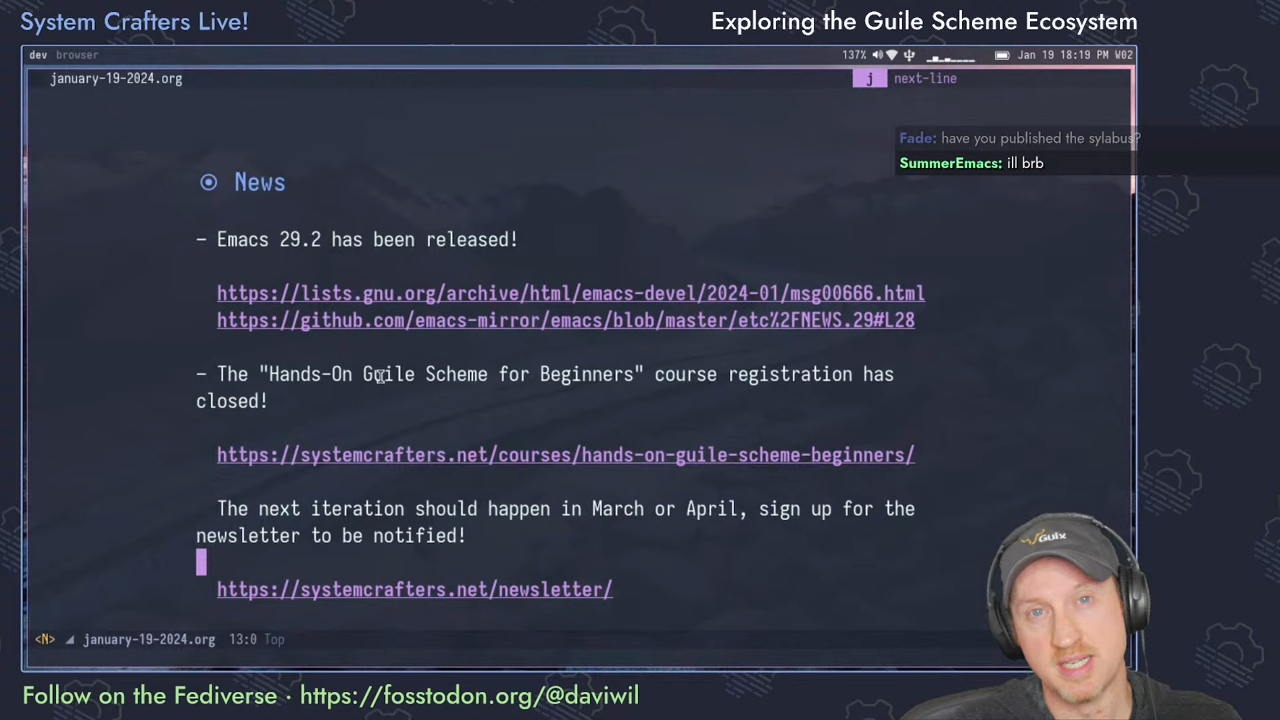 System Crafters Live!
Exploring the Guile Scheme Ecosystem
dev browser
137%
Jan 19 18:19 PM W02
january-19-2024.org
j next-line
Fade: have you published the sylabus?
SummerEmacs: ill brb
News
- Emacs 29.2 has been released!
https://lists.gnu.org/archive/html/emacs-devel/2024-01/msg00666.html
https://github.com/emacs-mirror/emacs/blob/master/etc%2FNEWS.29#L28
- The "Hands-On Guile Scheme for Beginners" course registration has
closed!
https://systemcrafters.net/courses/hands-on-guile-scheme-beginners/
The next iteration should happen in March or April, sign up for the
newsletter to be notified!
https://systemcrafters.net/newsletter/
Guix
<N> january-19-2024.org 13:0 Top
Follow on the Fediverse · https://fosstodon.org/@daviwil